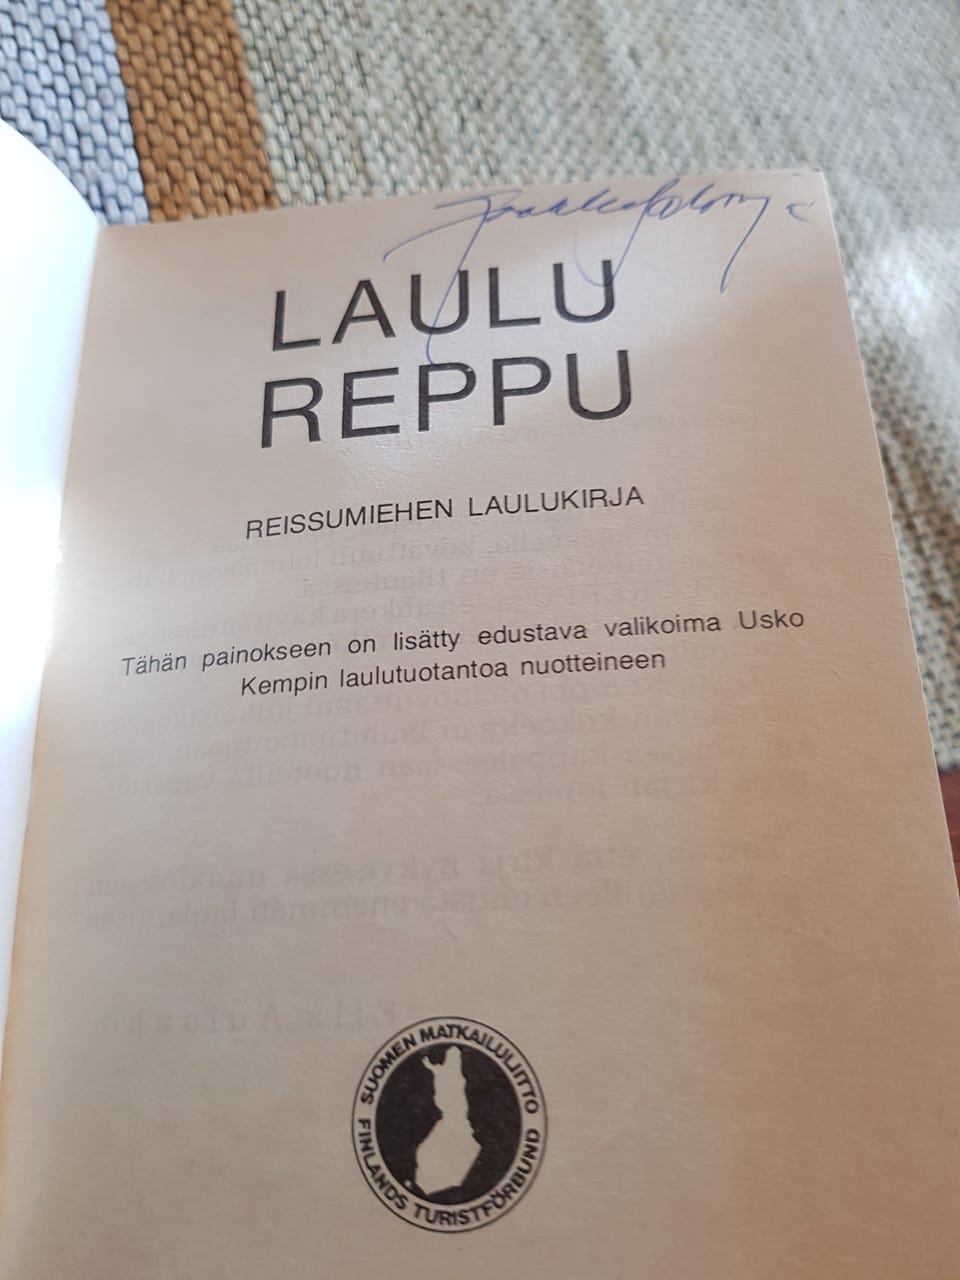 LAULU
REPPU
REISSUMIEHEN LAULUKIRJA
Tähän painokseen on lisätty edustava valikoima Usko
Kempin laulutuotantoa nuotteineen
SUOMEN MATKAILULIITTO
FINLANDS TURISTFÖRBUND